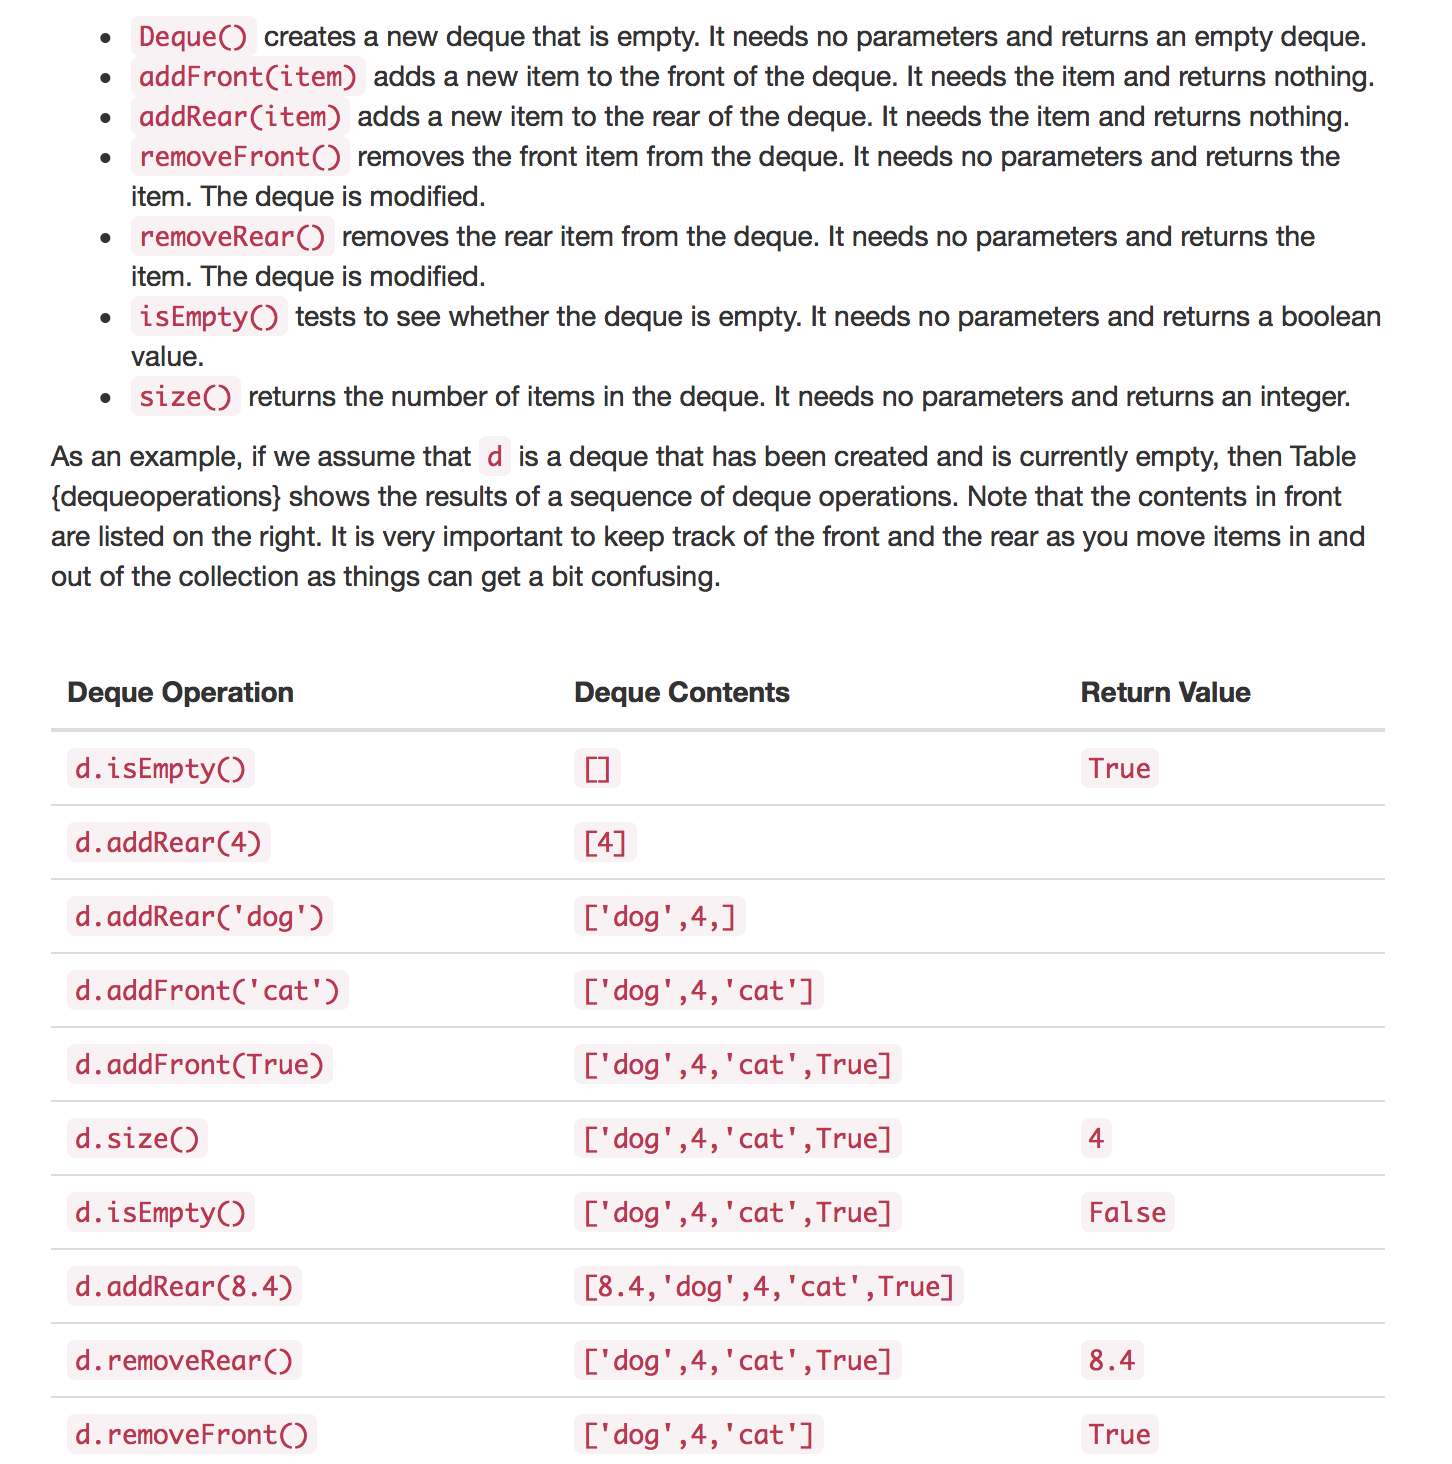 Deque() creates a new deque that is empty. It needs no parameters and returns an empty deque.
addFront(item) adds a new item to the front of the deque. It needs the item and returns nothing.
addRear(item) adds a new item to the rear of the deque. It needs the item and returns nothing.
removeFront() removes the front item from the deque. It needs no parameters and returns the
item. The deque is modified.
removeRear() removes the rear item from the deque. It needs no parameters and returns the
item. The deque is modified.
isEmpty() tests to see whether the deque is empty. It needs no parameters and returns a boolean
value.
size() returns the number of items in the deque. It needs no parameters and returns an integer.
As an example, if we assume that d is a deque that has been created and is currently empty, then Table
{dequeoperations} shows the results of a sequence of deque operations. Note that the contents in front
are listed on the right. It is very important to keep track of the front and the rear as you move items in and
out of the collection as things can get a bit confusing.
Deque Operation Deque Contents Return Value
d.isEmpty() [] True
d.addRear(4) [4]
d.addRear('dog') ['dog',4,]
d.addFront('cat') ['dog',4,'cat']
d.addFront(True) ['dog',4,'cat',True]
d.size() ['dog',4,'cat',True] 4
d.isEmpty() ['dog',4,'cat',True] False
d.addRear(8.4) [8.4,'dog',4,'cat',True]
d.removeRear() ['dog',4,'cat',True] 8.4
d.removeFront() ['dog',4,'cat'] True